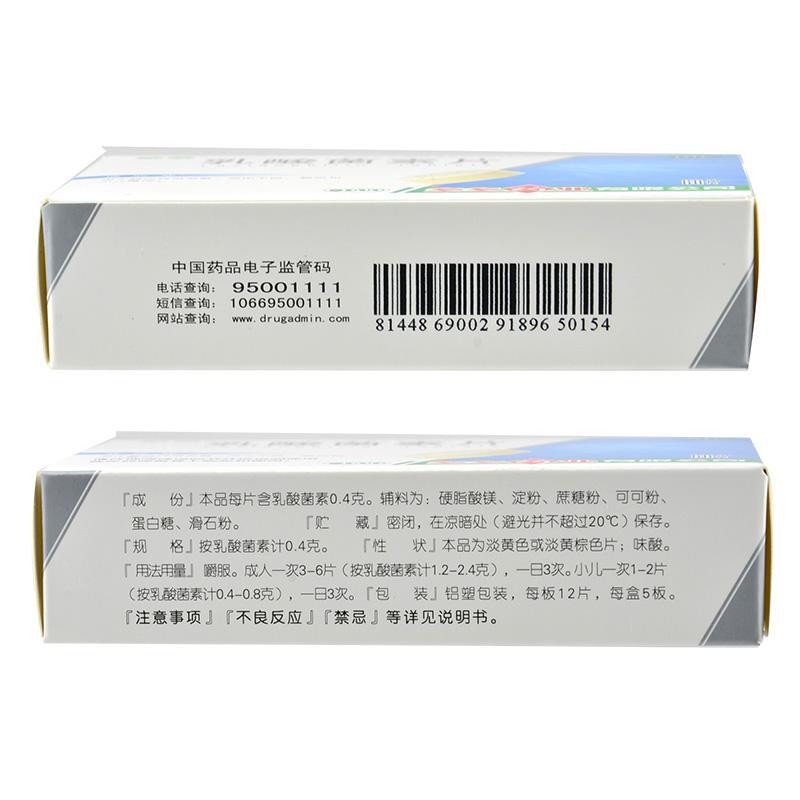 乳酸菌素片
中国药品电子监管码
电话查询: 95001111
短信查询: 106695001111
网站查询: www.drugadmin.com
81448 69002 91896 50154
『成 份』本品每片含乳酸菌素0.4克。辅料为：硬脂酸镁、淀粉、蔗糖粉、可可粉、
蛋白糖、滑石粉。 『贮 藏』密闭，在凉暗处（避光并不超过20℃）保存。
『规 格』按乳酸菌素计0.4克。 『性 状』本品为淡黄色或淡黄棕色片；味酸。
『用法用量』嚼服。成人一次3-6片（按乳酸菌素计1.2-2.4克），一日3次。小儿一次1-2片
（按乳酸菌素计0.4-0.8克），一日3次。『包 装』铝塑包装，每板12片，每盒5板。
『注意事项』『不良反应』『禁忌』等详见说明书。